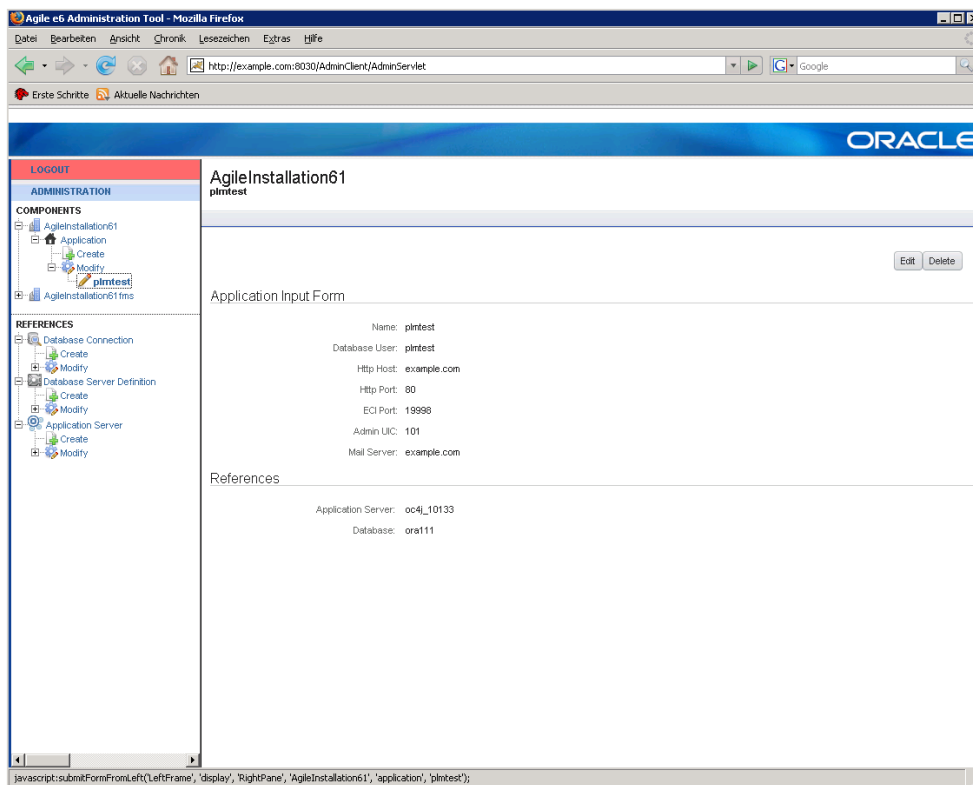 Agile e6 Administration Tool - Mozilla Firefox
Datei Bearbeiten Ansicht Chronik Lesezeichen Extras Hilfe
http://example.com:8030/AdminClient/AdminServlet
G Google
Erste Schritte Aktuelle Nachrichten
ORACLE
LOGOUT
ADMINISTRATION
COMPONENTS
AgileInstallation61
Application
Create
Modify
plmtest
AgileInstallation61fms
REFERENCES
Database Connection
Create
Modify
Database Server Definition
Create
Modify
Application Server
Create
Modify
AgileInstallation61
plmtest
Edit Delete
Application Input Form
Name: plmtest
Database User: plmtest
Http Host: example.com
Http Port: 80
ECI Port: 19998
Admin UIC: 101
Mail Server: example.com
References
Application Server: oc4j_10133
Database: ora111
javascript:submitFormFromLeft('LeftFrame', 'display', 'RightPane', 'AgileInstallation61', 'application', 'plmtest');